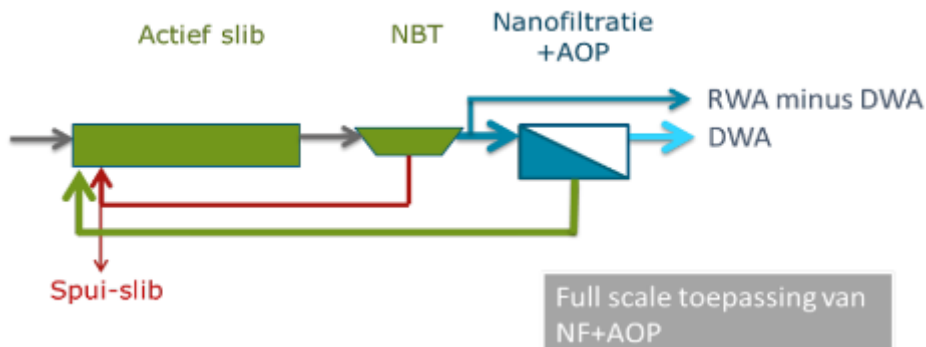 Actief slib
NBT
Nanofiltratie
+AOP
RWA minus DWA
DWA
Spui-slib
Full scale toepassing van
NF+AOP